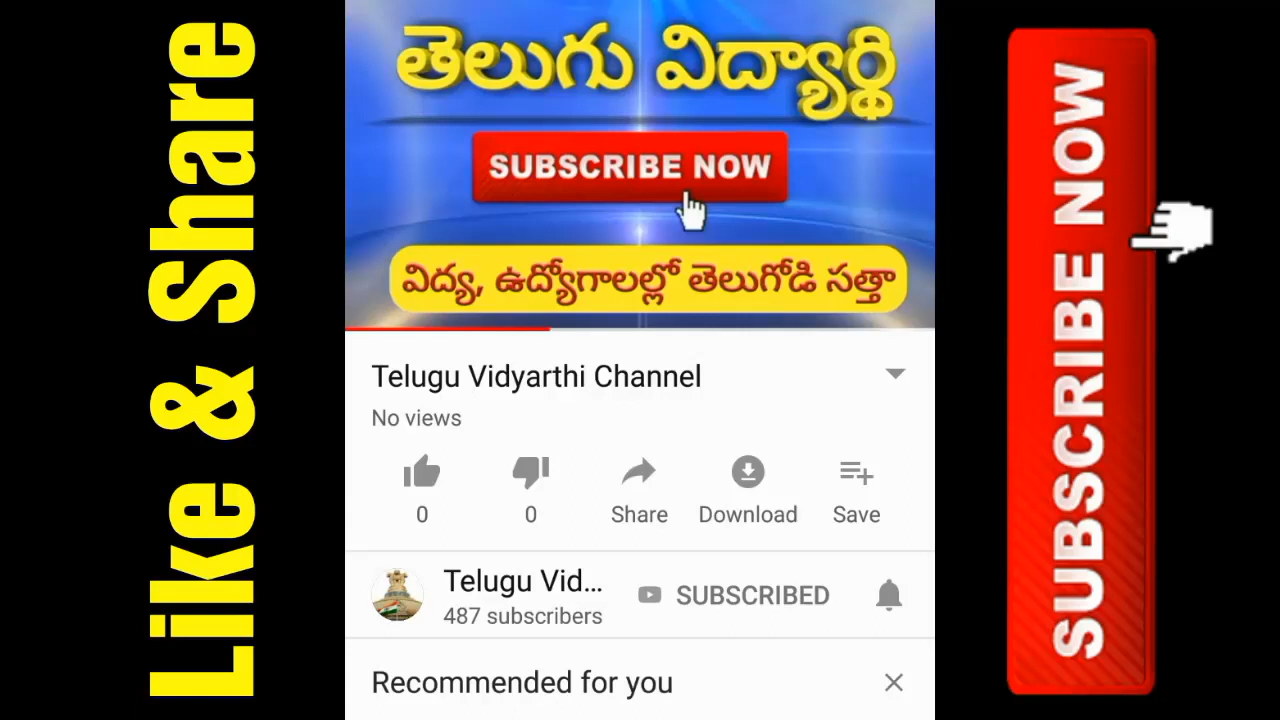 Like & Share
తెలుగు విద్యార్థి
SUBSCRIBE NOW
విద్య, ఉద్యోగాలల్లో తెలుగోడి సత్తా
Telugu Vidyarthi Channel
No views
0
0
Share
Download
Save
Telugu Vid...
487 subscribers
SUBSCRIBED
Recommended for you
SUBSCRIBE NOW